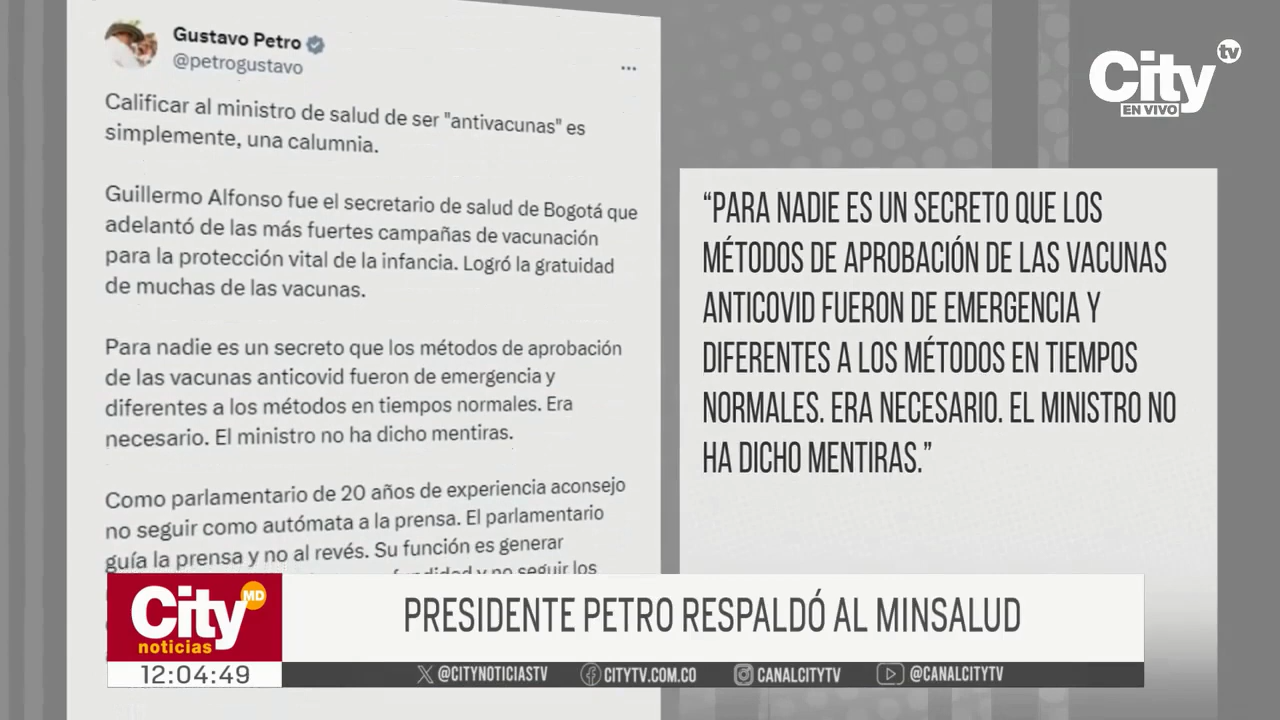 Gustavo Petro
@petrogustavo
Calificar al ministro de salud de ser "antivacunas" es
simplemente, una calumnia.
Guillermo Alfonso fue el secretario de salud de Bogotá que
adelantó de las más fuertes campañas de vacunación
para la protección vital de la infancia. Logró la gratuidad
de muchas de las vacunas.
Para nadie es un secreto que los métodos de aprobación
de las vacunas anticovid fueron de emergencia y
diferentes a los métodos en tiempos normales. Era
necesario. El ministro no ha dicho mentiras.
Como parlamentario de 20 años de experiencia aconsejo
no seguir como autómata a la prensa. El parlamentario
guía la prensa y no al revés. Su función es generar
y no seguir los
City tv
EN VIVO
“PARA NADIE ES UN SECRETO QUE LOS
MÉTODOS DE APROBACIÓN DE LAS VACUNAS
ANTICOVID FUERON DE EMERGENCIA Y
DIFERENTES A LOS MÉTODOS EN TIEMPOS
NORMALES. ERA NECESARIO. EL MINISTRO NO
HA DICHO MENTIRAS.”
City MD
noticias
PRESIDENTE PETRO RESPALDÓ AL MINSALUD
12:04:49
@CITYNOTICIASTV CITYTV.COM.CO CANALCITYTV @CANALCITYTV